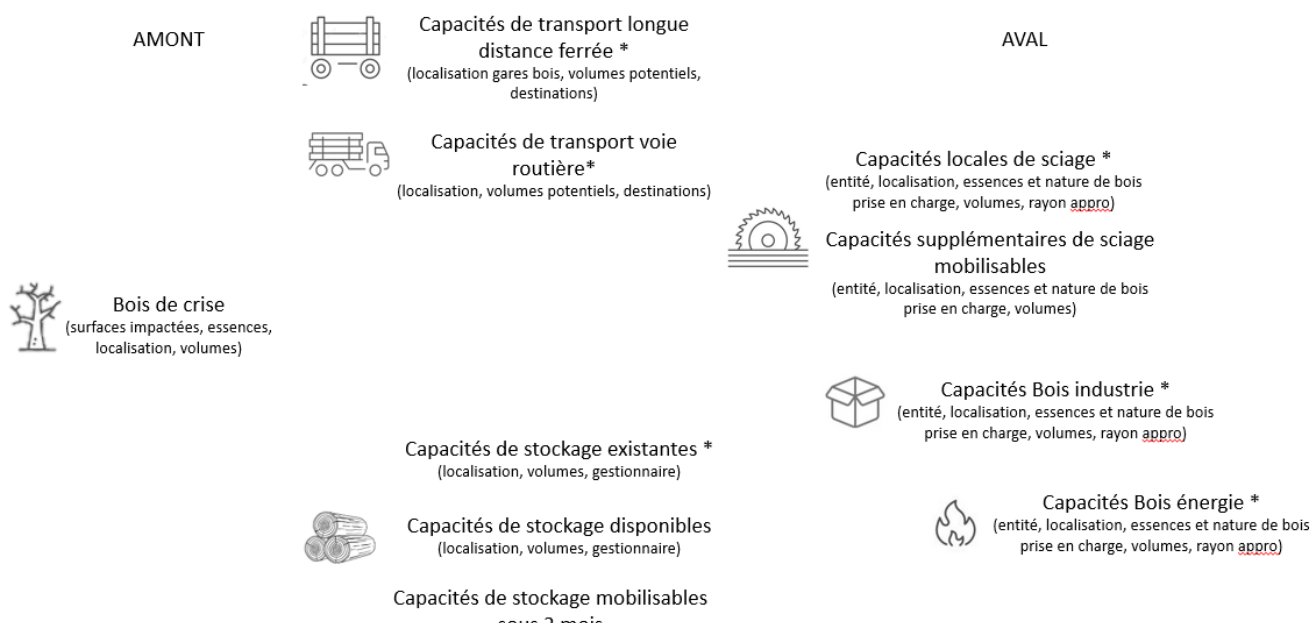 AMONT
Capacités de transport longue
distance ferrée *
(localisation gares bois, volumes potentiels,
destinations)
AVAL
Capacités de transport voie
routière*
(localisation, volumes potentiels, destinations)
Capacités locales de sciage *
(entité, localisation, essences et nature de bois
prise en charge, volumes, rayon appro)
Capacités supplémentaires de sciage
mobilisables
(entité, localisation, essences et nature de bois
prise en charge, volumes)
Bois de crise
(surfaces impactées, essences,
localisation, volumes)
Capacités Bois industrie *
(entité, localisation, essences et nature de bois
prise en charge, volumes, rayon appro)
Capacités de stockage existantes *
(localisation, volumes, gestionnaire)
Capacités Bois énergie *
(entité, localisation, essences et nature de bois
prise en charge, volumes, rayon appro)
Capacités de stockage disponibles
(localisation, volumes, gestionnaire)
Capacités de stockage mobilisables
sous mois